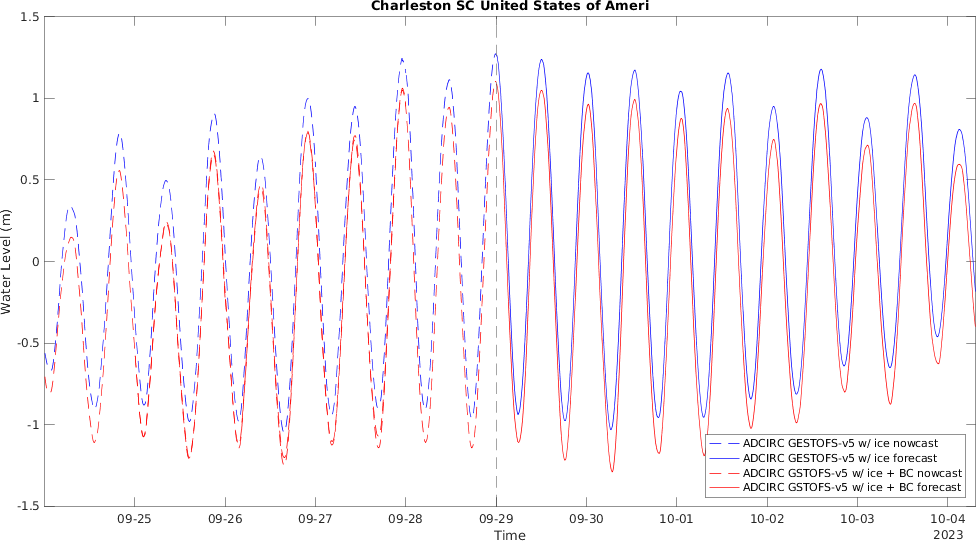 Charleston SC United States of Ameri
1.5
1
0.5
0
-0.5
-1
-1.5
Water Level (m)
ADCIRC GESTOFS-v5 w/ ice nowcast
ADCIRC GESTOFS-v5 w/ ice forecast
ADCIRC GSTOFS-v5 w/ ice + BC nowcast
ADCIRC GSTOFS-v5 w/ ice + BC forecast
09-25 09-26 09-27 09-28 09-29 09-30 10-01 10-02 10-03 10-04
Time
2023